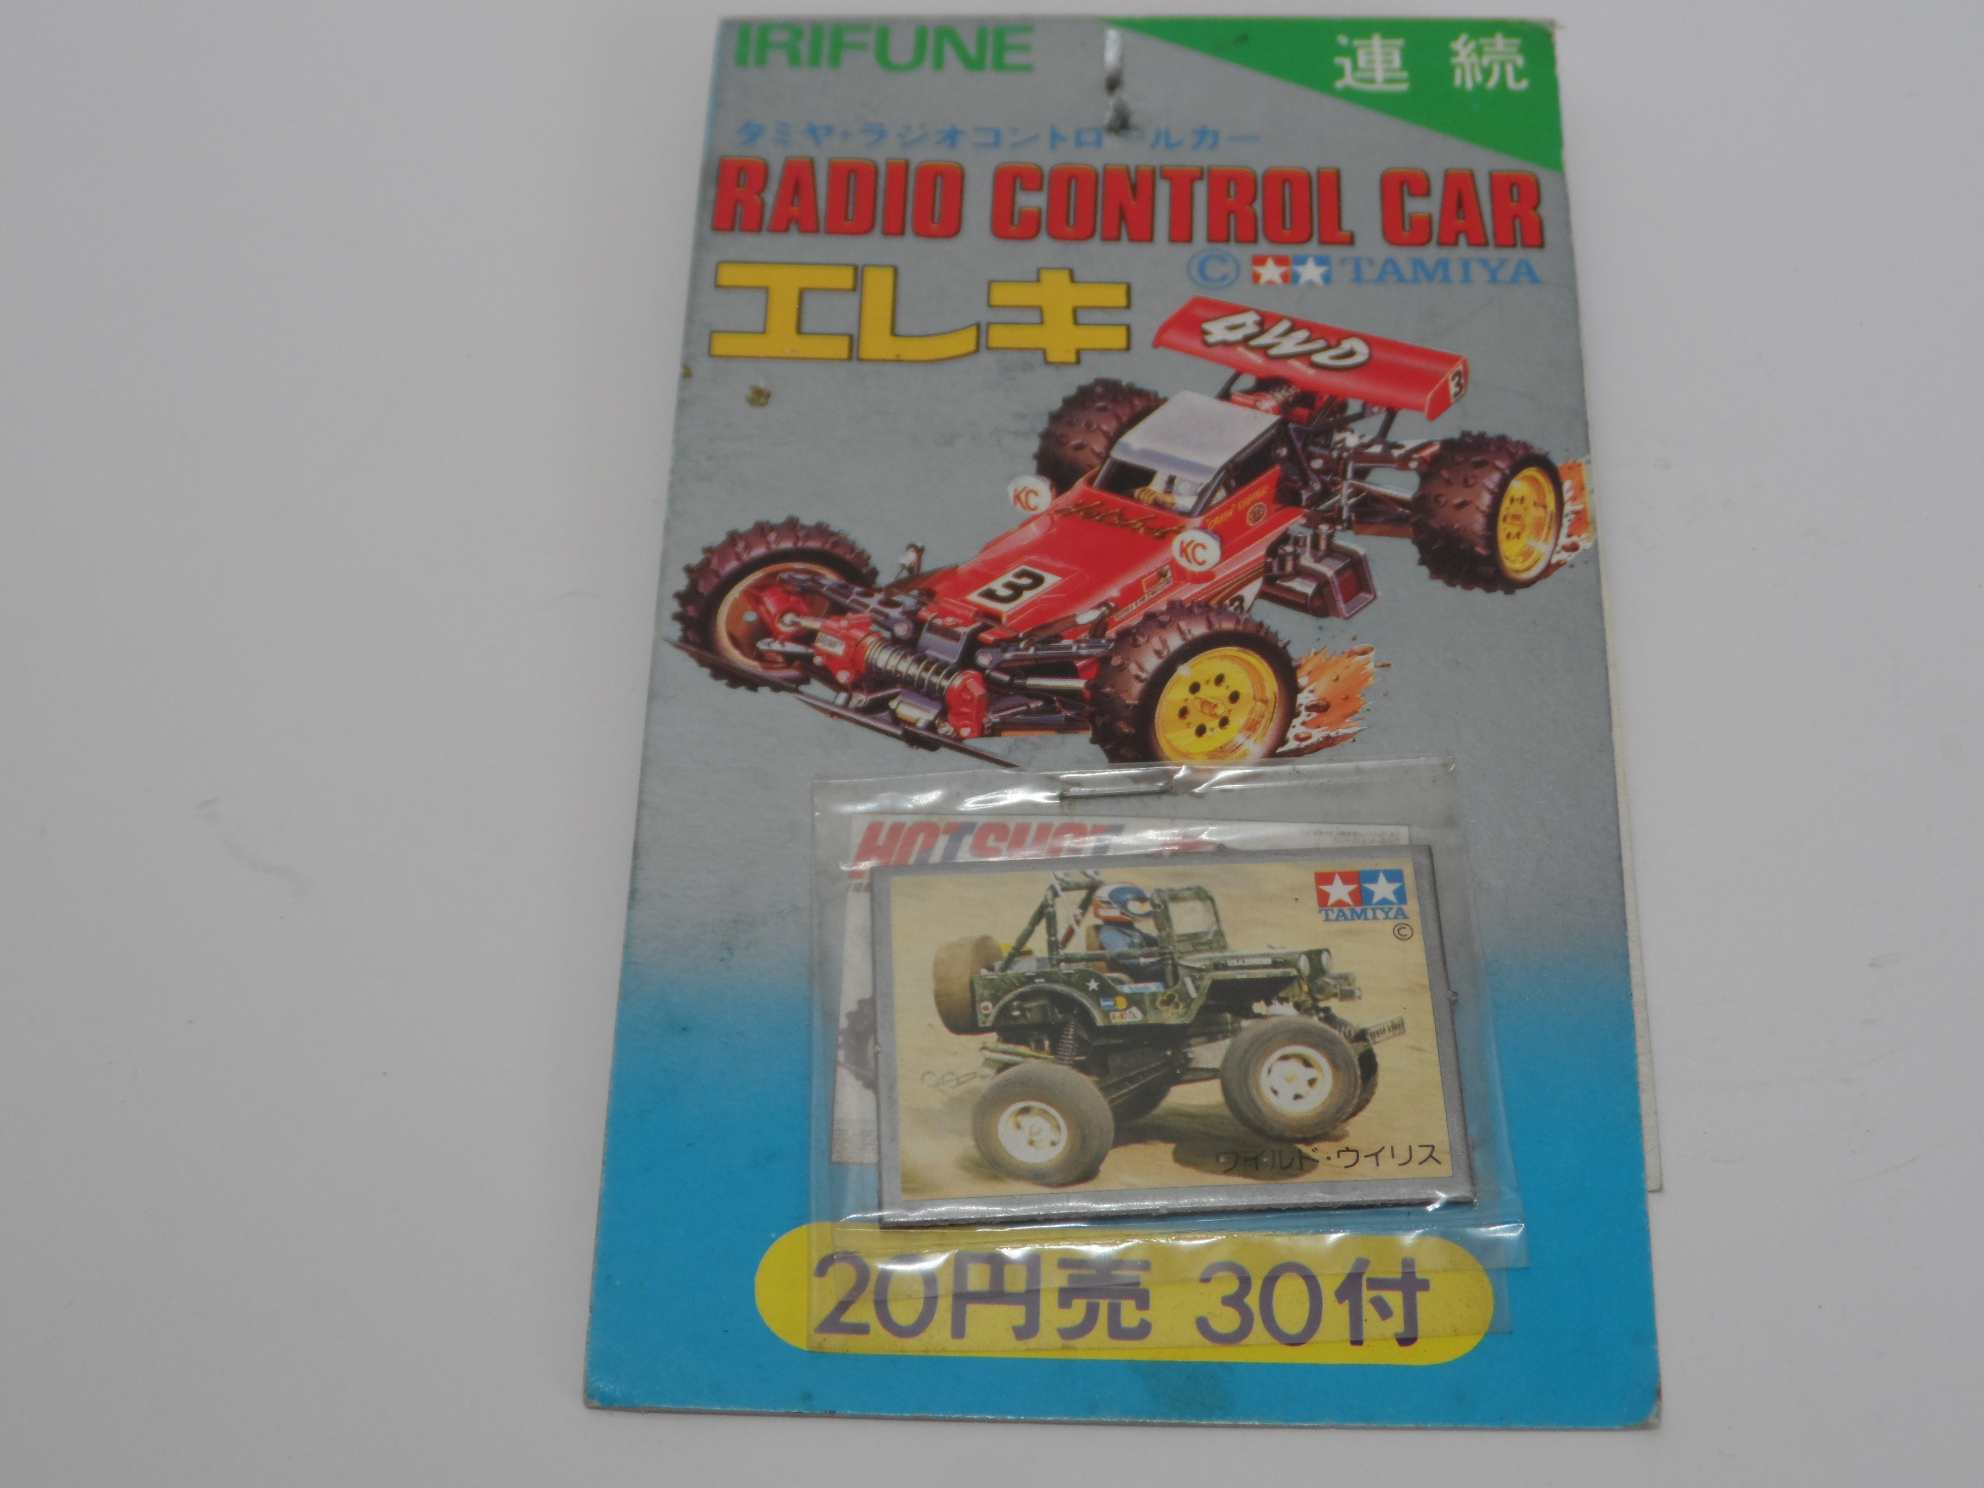 IRIFUNE
連続
タミヤ・ラジオコントロールカー
RADIO CONTROL CAR
エレキ
© TAMIYA
4WD
3
KC
Hotshot
KC
3
3
HOTSHOT
TAMIYA
©
ワイルド・ウイリス
20円売 30付